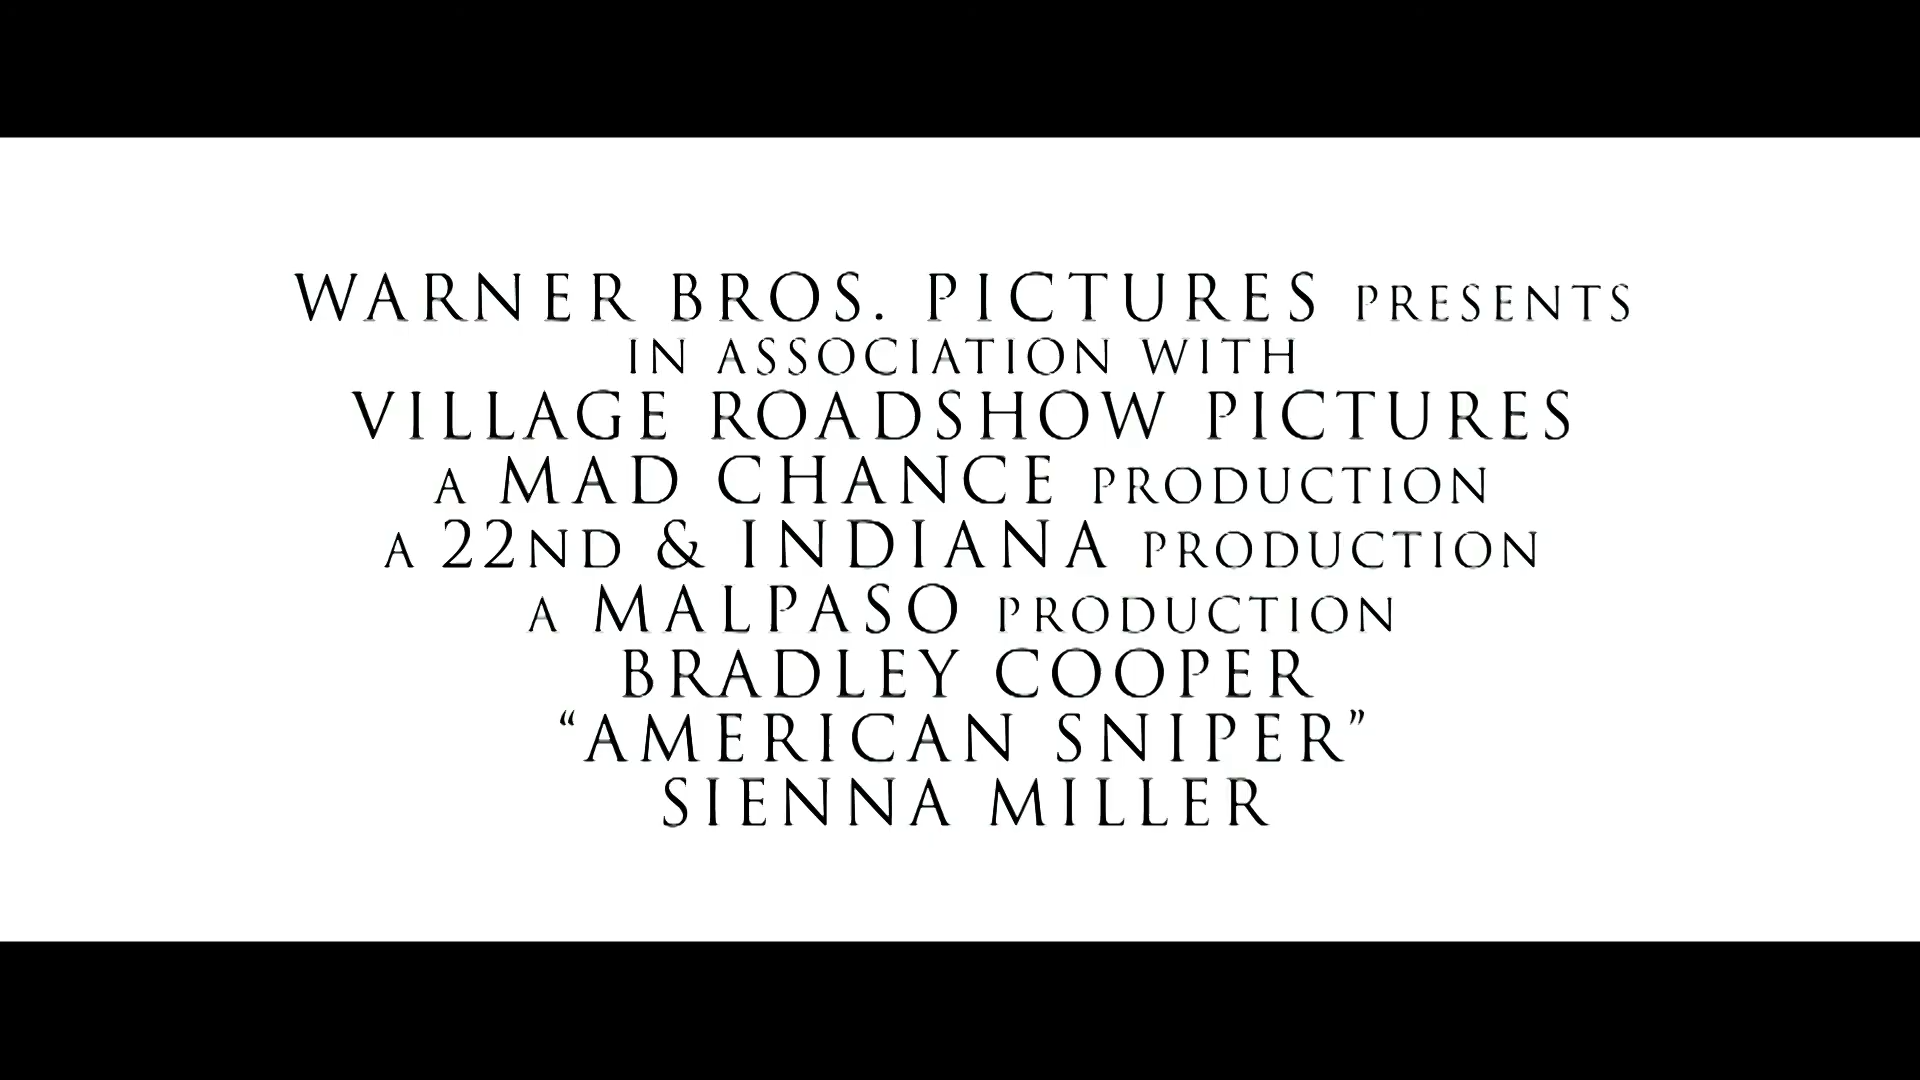 WARNER BROS. PICTURES PRESENTS
IN ASSOCIATION WITH
VILLAGE ROADSHOW PICTURES
A MAD CHANCE PRODUCTION
A 22ND & INDIANA PRODUCTION
A MALPASO PRODUCTION
BRADLEY COOPER
“AMERICAN SNIPER”
SIENNA MILLER